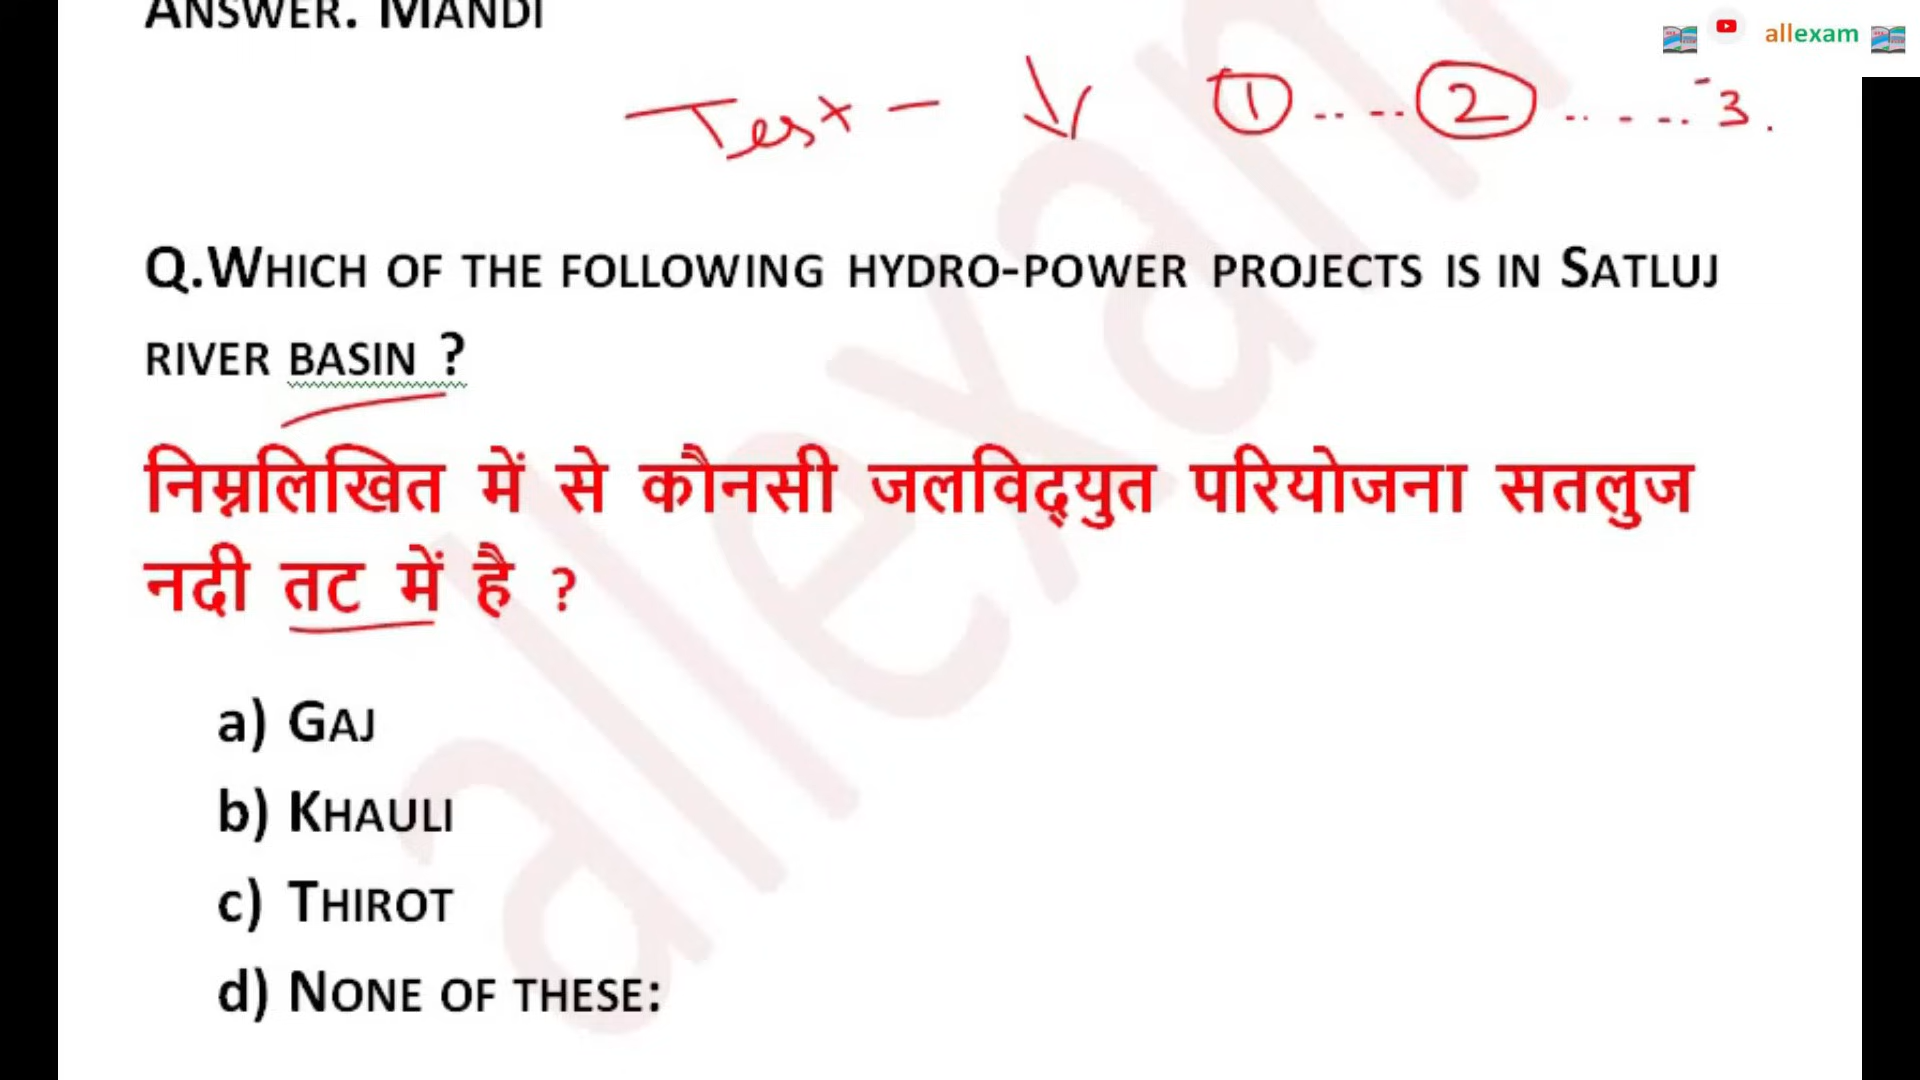 ANSWER. MANDI
allexam
Test - ① ..... ② ....... 3.
Q.WHICH OF THE FOLLOWING HYDRO-POWER PROJECTS IS IN SATLUJ
RIVER BASIN ?
निम्नलिखित में से कौनसी जलविद्युत परियोजना सतलुज
नदी तट में है ?
a) GAJ
b) KHAULI
c) THIROT
d) NONE OF THESE:
allexam